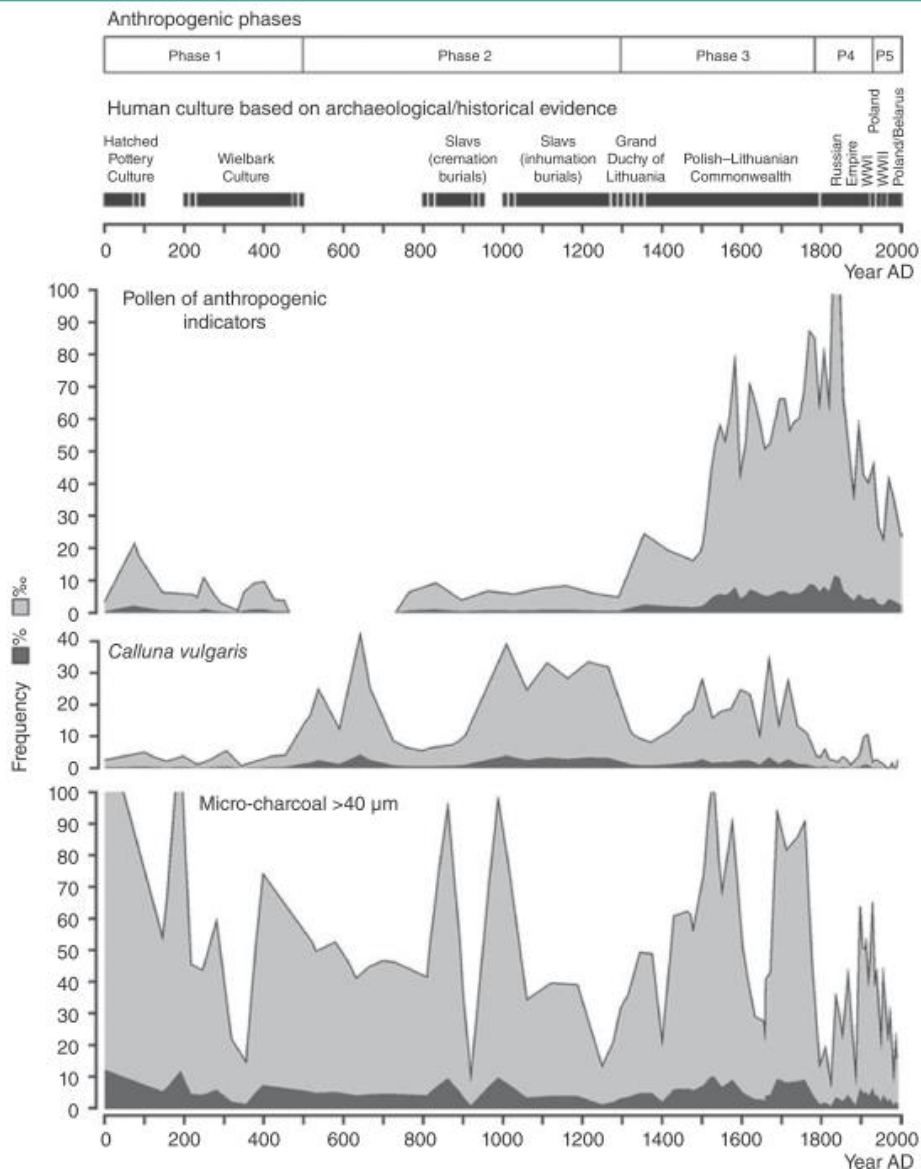 Anthropogenic phases
Phase 1 Phase 2 Phase 3 P4 P5
Human culture based on archaeological/historical evidence
Hatched
Pottery
Culture
Wielbark
Culture
Slavs
(cremation
burials)
Slavs
(inhumation
burials)
Grand
Duchy of
Lithuania
Polish–Lithuanian
Commonwealth
Russian
Empire
WWI
Poland
WWII
Poland/Belarus
0 200 400 600 800 1000 1200 1400 1600 1800 2000
Year AD
Pollen of anthropogenic
indicators
100
90
80
70
60
50
40
30
20
10
0
Calluna vulgaris
40
30
20
10
0
Frequency % ‰
Micro-charcoal >40 µm
100
90
80
70
60
50
40
30
20
10
0
0 200 400 600 800 1000 1200 1400 1600 1800 2000
Year AD